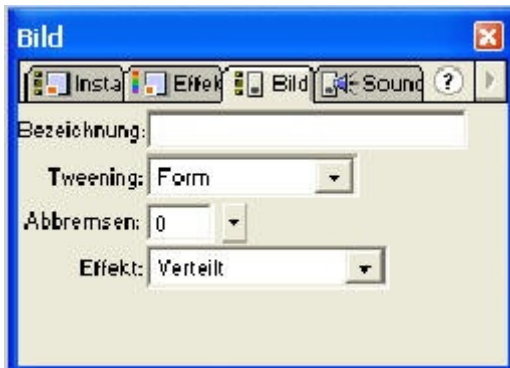 Bild
Insta Effek Bild Sound ?
Bezeichnung:
Tweening: Form
Abbremsen: 0
Effekt: Verteilt